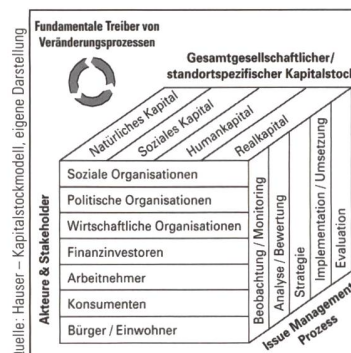 Fundamentale Treiber von
Veränderungsprozessen
Gesamtgesellschaftlicher/
standortspezifischer Kapitalstock
Natürliches Kapital
Soziales Kapital
Humankapital
Realkapital
Akteure & Stakeholder
Soziale Organisationen
Politische Organisationen
Wirtschaftliche Organisationen
Finanzinvestoren
Arbeitnehmer
Konsumenten
Bürger / Einwohner
Beobachtung / Monitoring
Analyse / Bewertung
Strategie
Implementation / Umsetzung
Evaluation
Issue Management
Prozess
uelle: Hauser – Kapitalstockmodell, eigene Darstellung